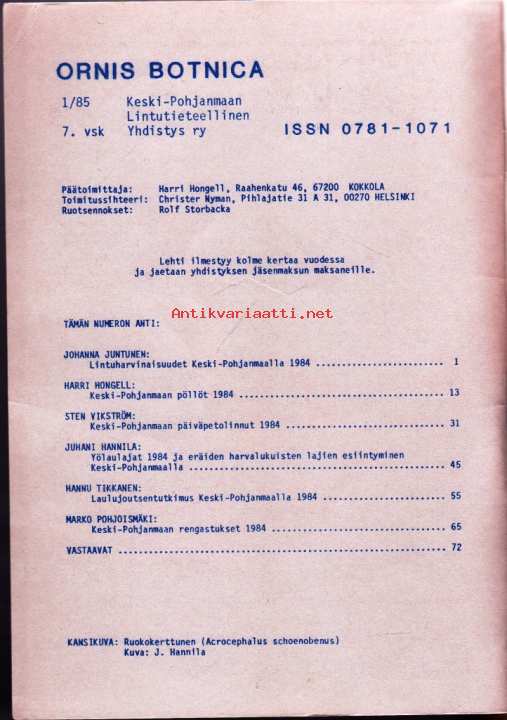 ORNIS BOTNICA
1/85 Keski-Pohjanmaan
Lintutieteellinen
7. vsk Yhdistys ry ISSN 0781-1071
Päätoimittaja: Harri Hongell, Raahenkatu 46, 67200 KOKKOLA
Toimitussihteeri: Christer Nyman, Pihlajatie 31 A 31, 00270 HELSINKI
Ruotsennokset: Rolf Storbacka
Lehti ilmestyy kolme kertaa vuodessa
ja jaetaan yhdistyksen jäsenmaksun maksaneille.
Antikvariaatti.net
TÄMÄN NUMERON ANTI:
JOHANNA JUNTUNEN:
Lintuharvinaisuudet Keski-Pohjanmaalla 1984 .................. 1
HARRI HONGELL:
Keski-Pohjanmaan pöllöt 1984 .................. 13
STEN VIKSTRÖM:
Keski-Pohjanmaan päiväpetolinnut 1984 .................. 31
JUHANI HANNILA:
Yölaulajat 1984 ja eräiden harvalukuisten lajien esiintyminen
Keski-Pohjanmaalla .................. 45
HANNU TIKKANEN:
Laulujoutsentutkimus Keski-Pohjanmaalla 1984 .................. 55
MARKO POHJOISMÄKI:
Keski-Pohjanmaan rengastukset 1984 .................. 65
VASTAAVAT .................. 72
KANSIKUVA: Ruokokerttunen (Acrocephalus schoenobenus)
Kuva: J. Hannila